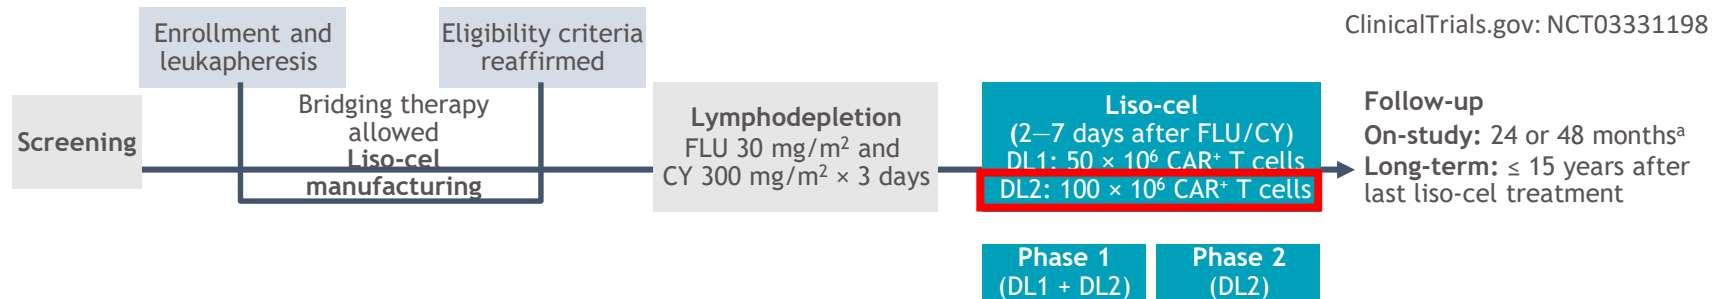 ClinicalTrials.gov: NCT03331198
Enrollment and
leukapheresis
Eligibility criteria
reaffirmed
Screening
Bridging therapy
allowed
Liso-cel
manufacturing
Lymphodepletion
FLU 30 mg/m² and
CY 300 mg/m² × 3 days
Liso-cel
(2—7 days after FLU/CY)
DL1: 50 × 10⁶ CAR⁺ T cells
DL2: 100 × 10⁶ CAR⁺ T cells
Follow-up
On-study: 24 or 48 monthsᵃ
Long-term: ≤ 15 years after
last liso-cel treatment
Phase 1
(DL1 + DL2)
Phase 2
(DL2)